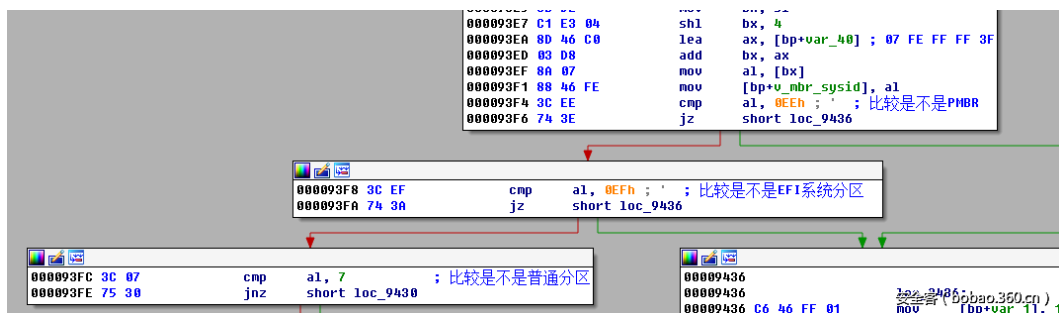 000093E7 C1 E3 04 shl bx, 4
000093EA 8D 46 C0 lea ax, [bp+var_40] ; 07 FE FF FF 3F
000093ED 03 D8 add bx, ax
000093EF 8A 07 mov al, [bx]
000093F1 88 46 FE mov [bp+v_mbr_sysid], al
000093F4 3C EE cmp al, 0EEh ; ' ; 比较是不是PMBR
000093F6 74 3E jz short loc_9436
000093F8 3C EF cmp al, 0EFh ; ' ; 比较是不是EFI系统分区
000093FA 74 3A jz short loc_9436
000093FC 3C 07 cmp al, 7 ; 比较是不是普通分区
000093FE 75 30 jnz short loc_9430
00009436
00009436 loc_9436:
00009436 C6 46 FF 01 mov [bp+var_1], 1
安全客 ( bobao.360.cn )